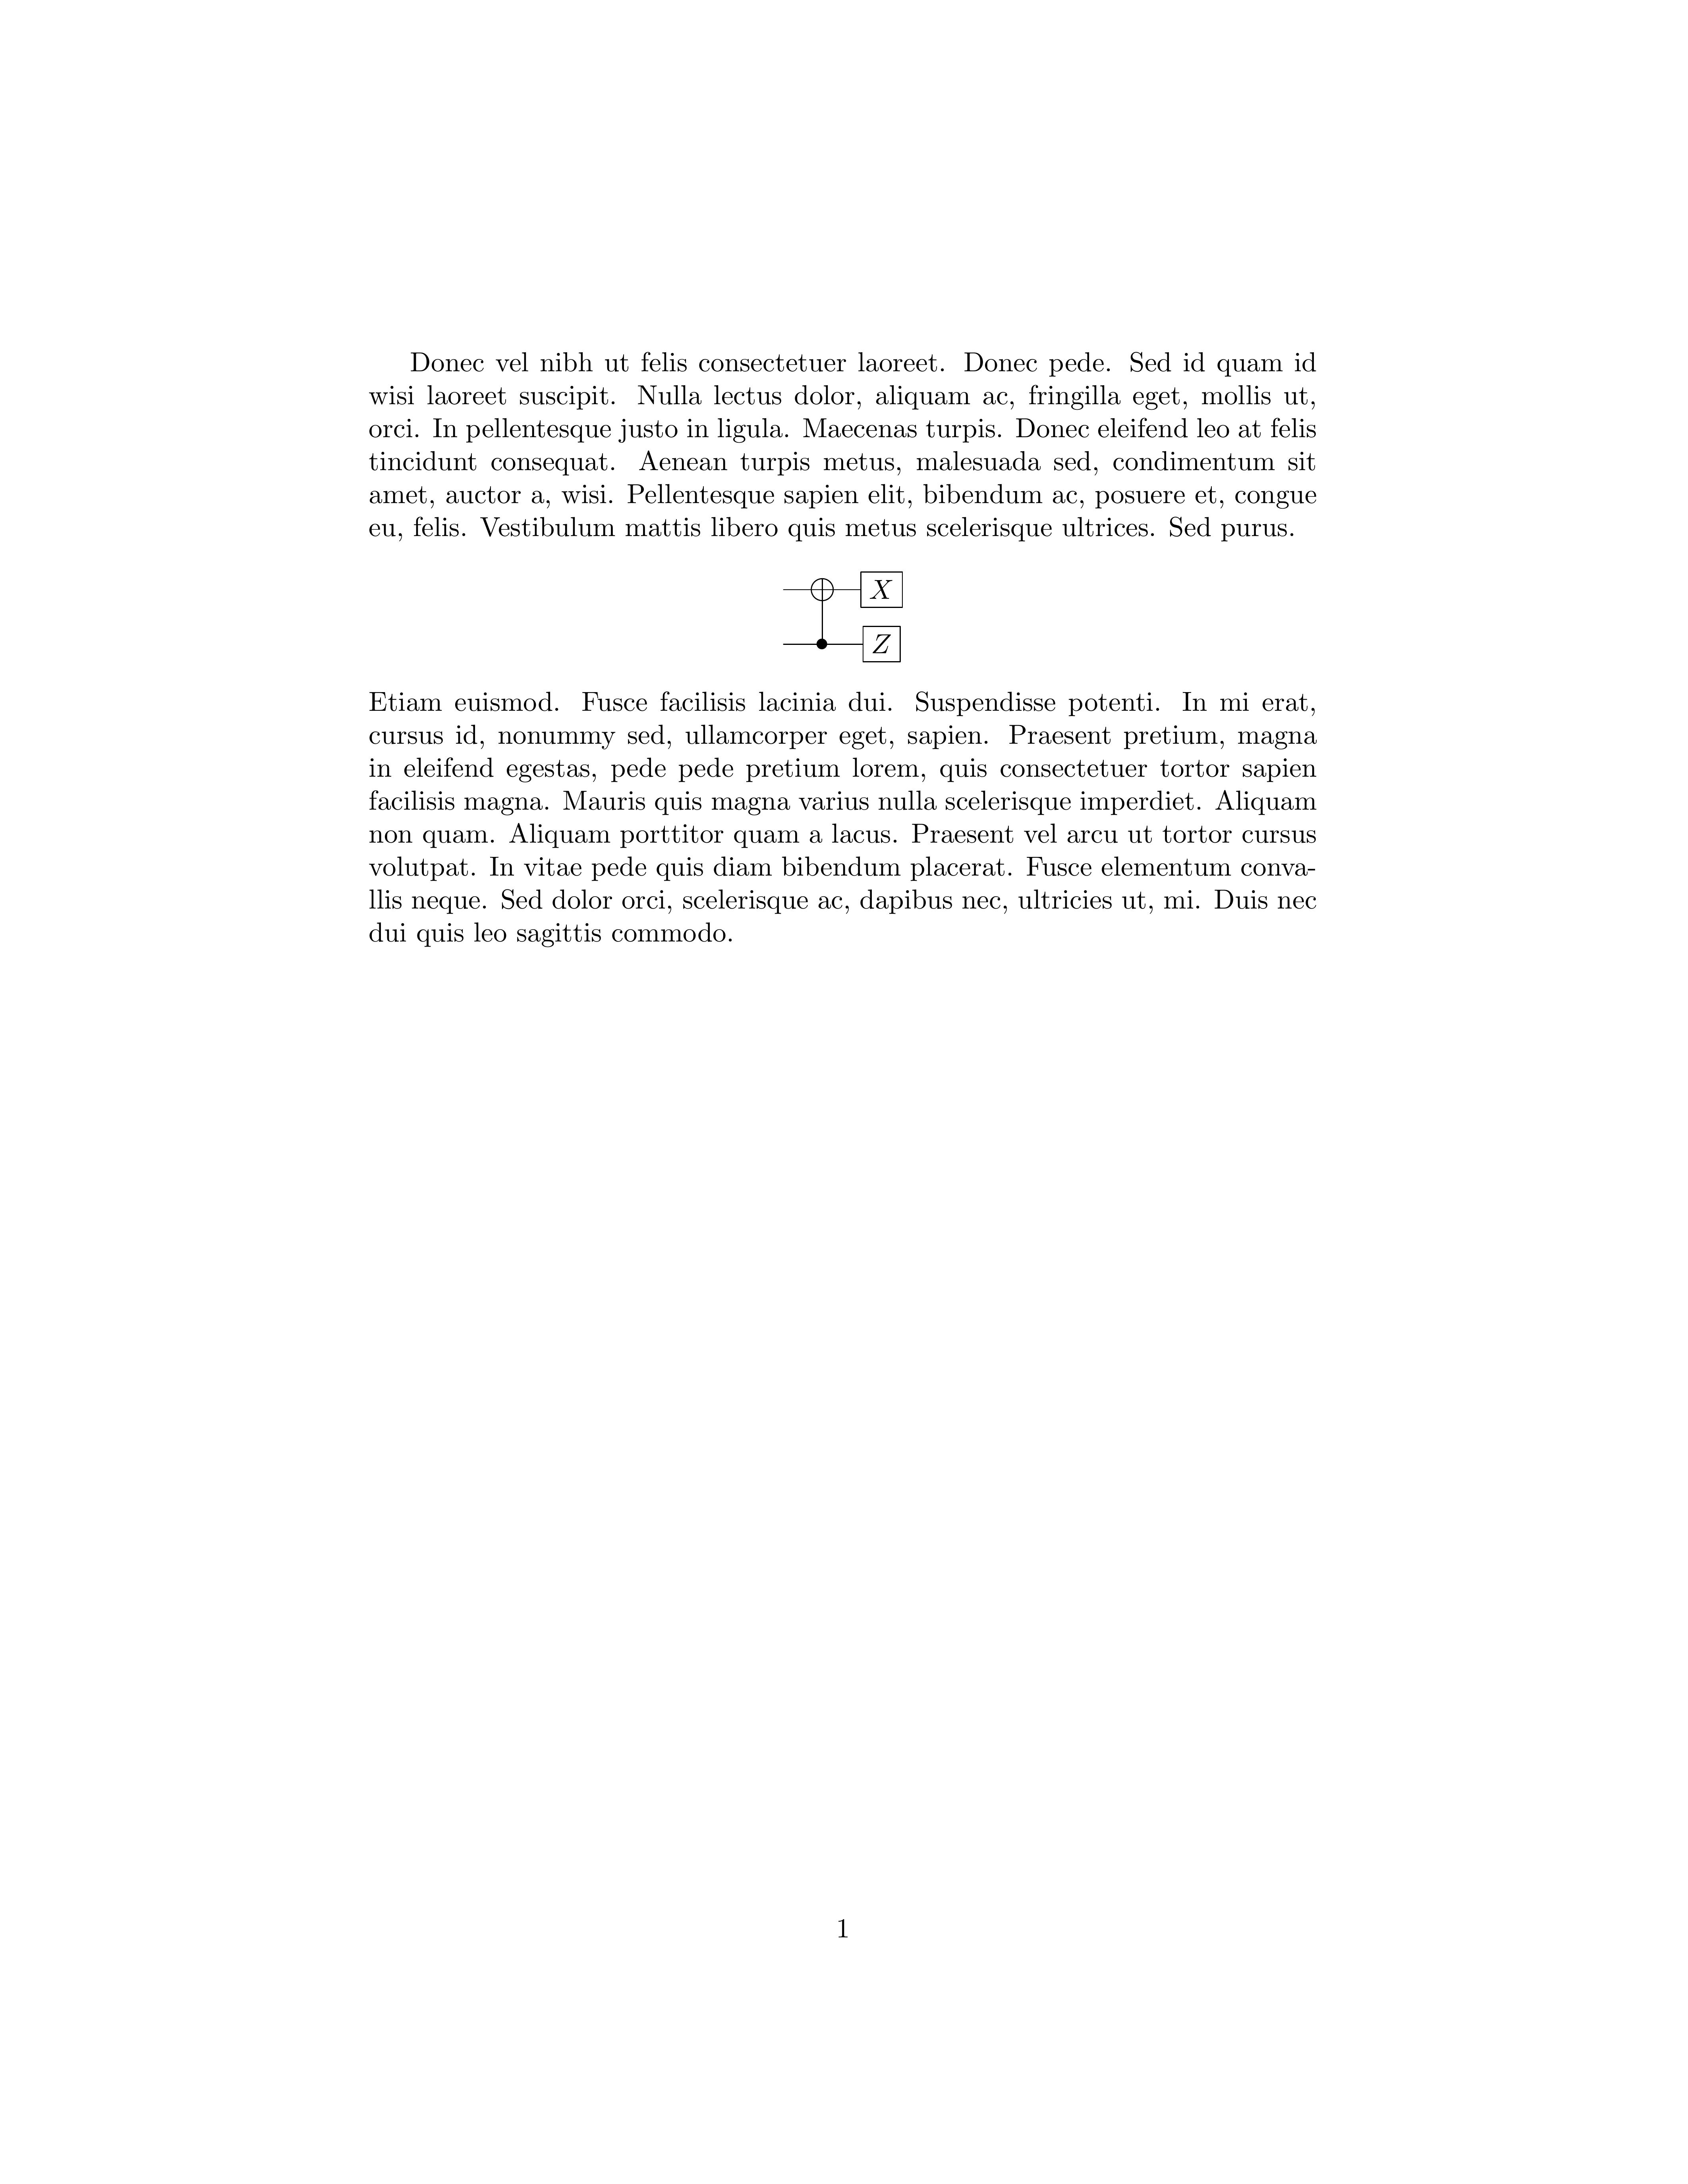 Donec vel nibh ut felis consectetuer laoreet. Donec pede. Sed id quam id
wisi laoreet suscipit. Nulla lectus dolor, aliquam ac, fringilla eget, mollis ut,
orci. In pellentesque justo in ligula. Maecenas turpis. Donec eleifend leo at felis
tincidunt consequat. Aenean turpis metus, malesuada sed, condimentum sit
amet, auctor a, wisi. Pellentesque sapien elit, bibendum ac, posuere et, congue
eu, felis. Vestibulum mattis libero quis metus scelerisque ultrices. Sed purus.
X
Z
Etiam euismod. Fusce facilisis lacinia dui. Suspendisse potenti. In mi erat,
cursus id, nonummy sed, ullamcorper eget, sapien. Praesent pretium, magna
in eleifend egestas, pede pede pretium lorem, quis consectetuer tortor sapien
facilisis magna. Mauris quis magna varius nulla scelerisque imperdiet. Aliquam
non quam. Aliquam porttitor quam a lacus. Praesent vel arcu ut tortor cursus
volutpat. In vitae pede quis diam bibendum placerat. Fusce elementum conva-
llis neque. Sed dolor orci, scelerisque ac, dapibus nec, ultricies ut, mi. Duis nec
dui quis leo sagittis commodo.
1